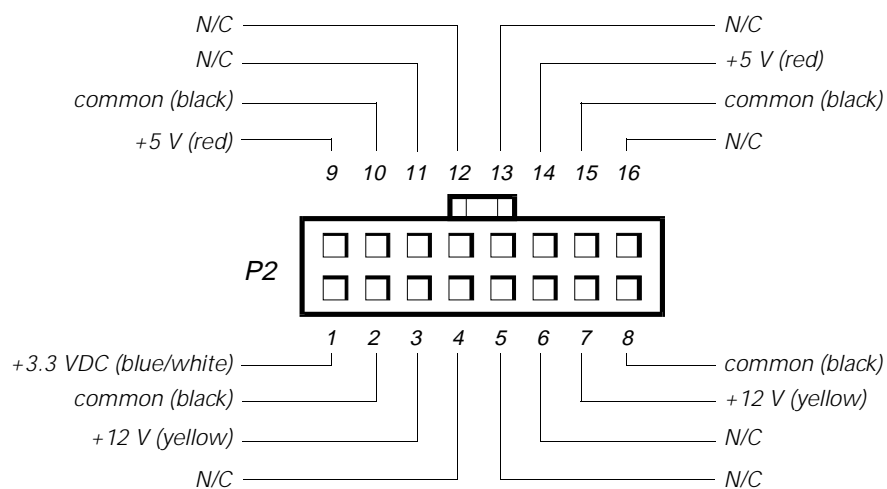 N/C N/C
N/C +5 V (red)
common (black) common (black)
+5 V (red) N/C
9 10 11 12 13 14 15 16
P2
1 2 3 4 5 6 7 8
+3.3 VDC (blue/white) common (black)
common (black) +12 V (yellow)
+12 V (yellow) N/C
N/C N/C